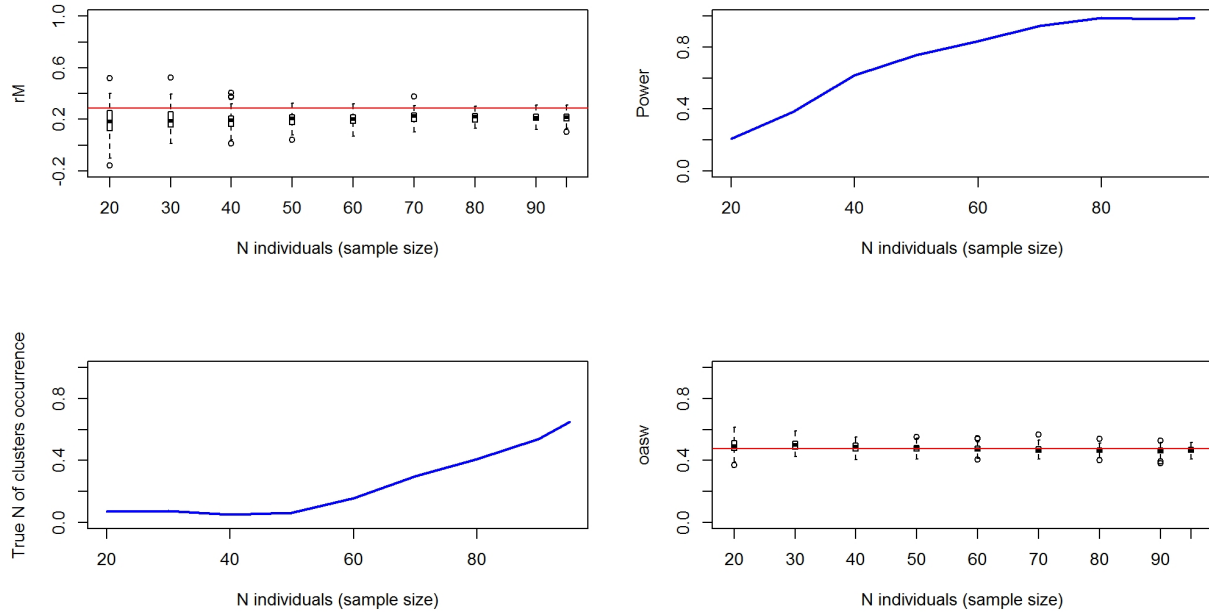 rM
-0.2 0.2 0.6 1.0
20 30 40 50 60 70 80 90
N individuals (sample size)
Power
0.0 0.4 0.8
20 40 60 80
N individuals (sample size)
True N of clusters occurrence
0.0 0.4 0.8
20 40 60 80
N individuals (sample size)
oasw
0.0 0.4 0.8
20 30 40 50 60 70 80 90
N individuals (sample size)